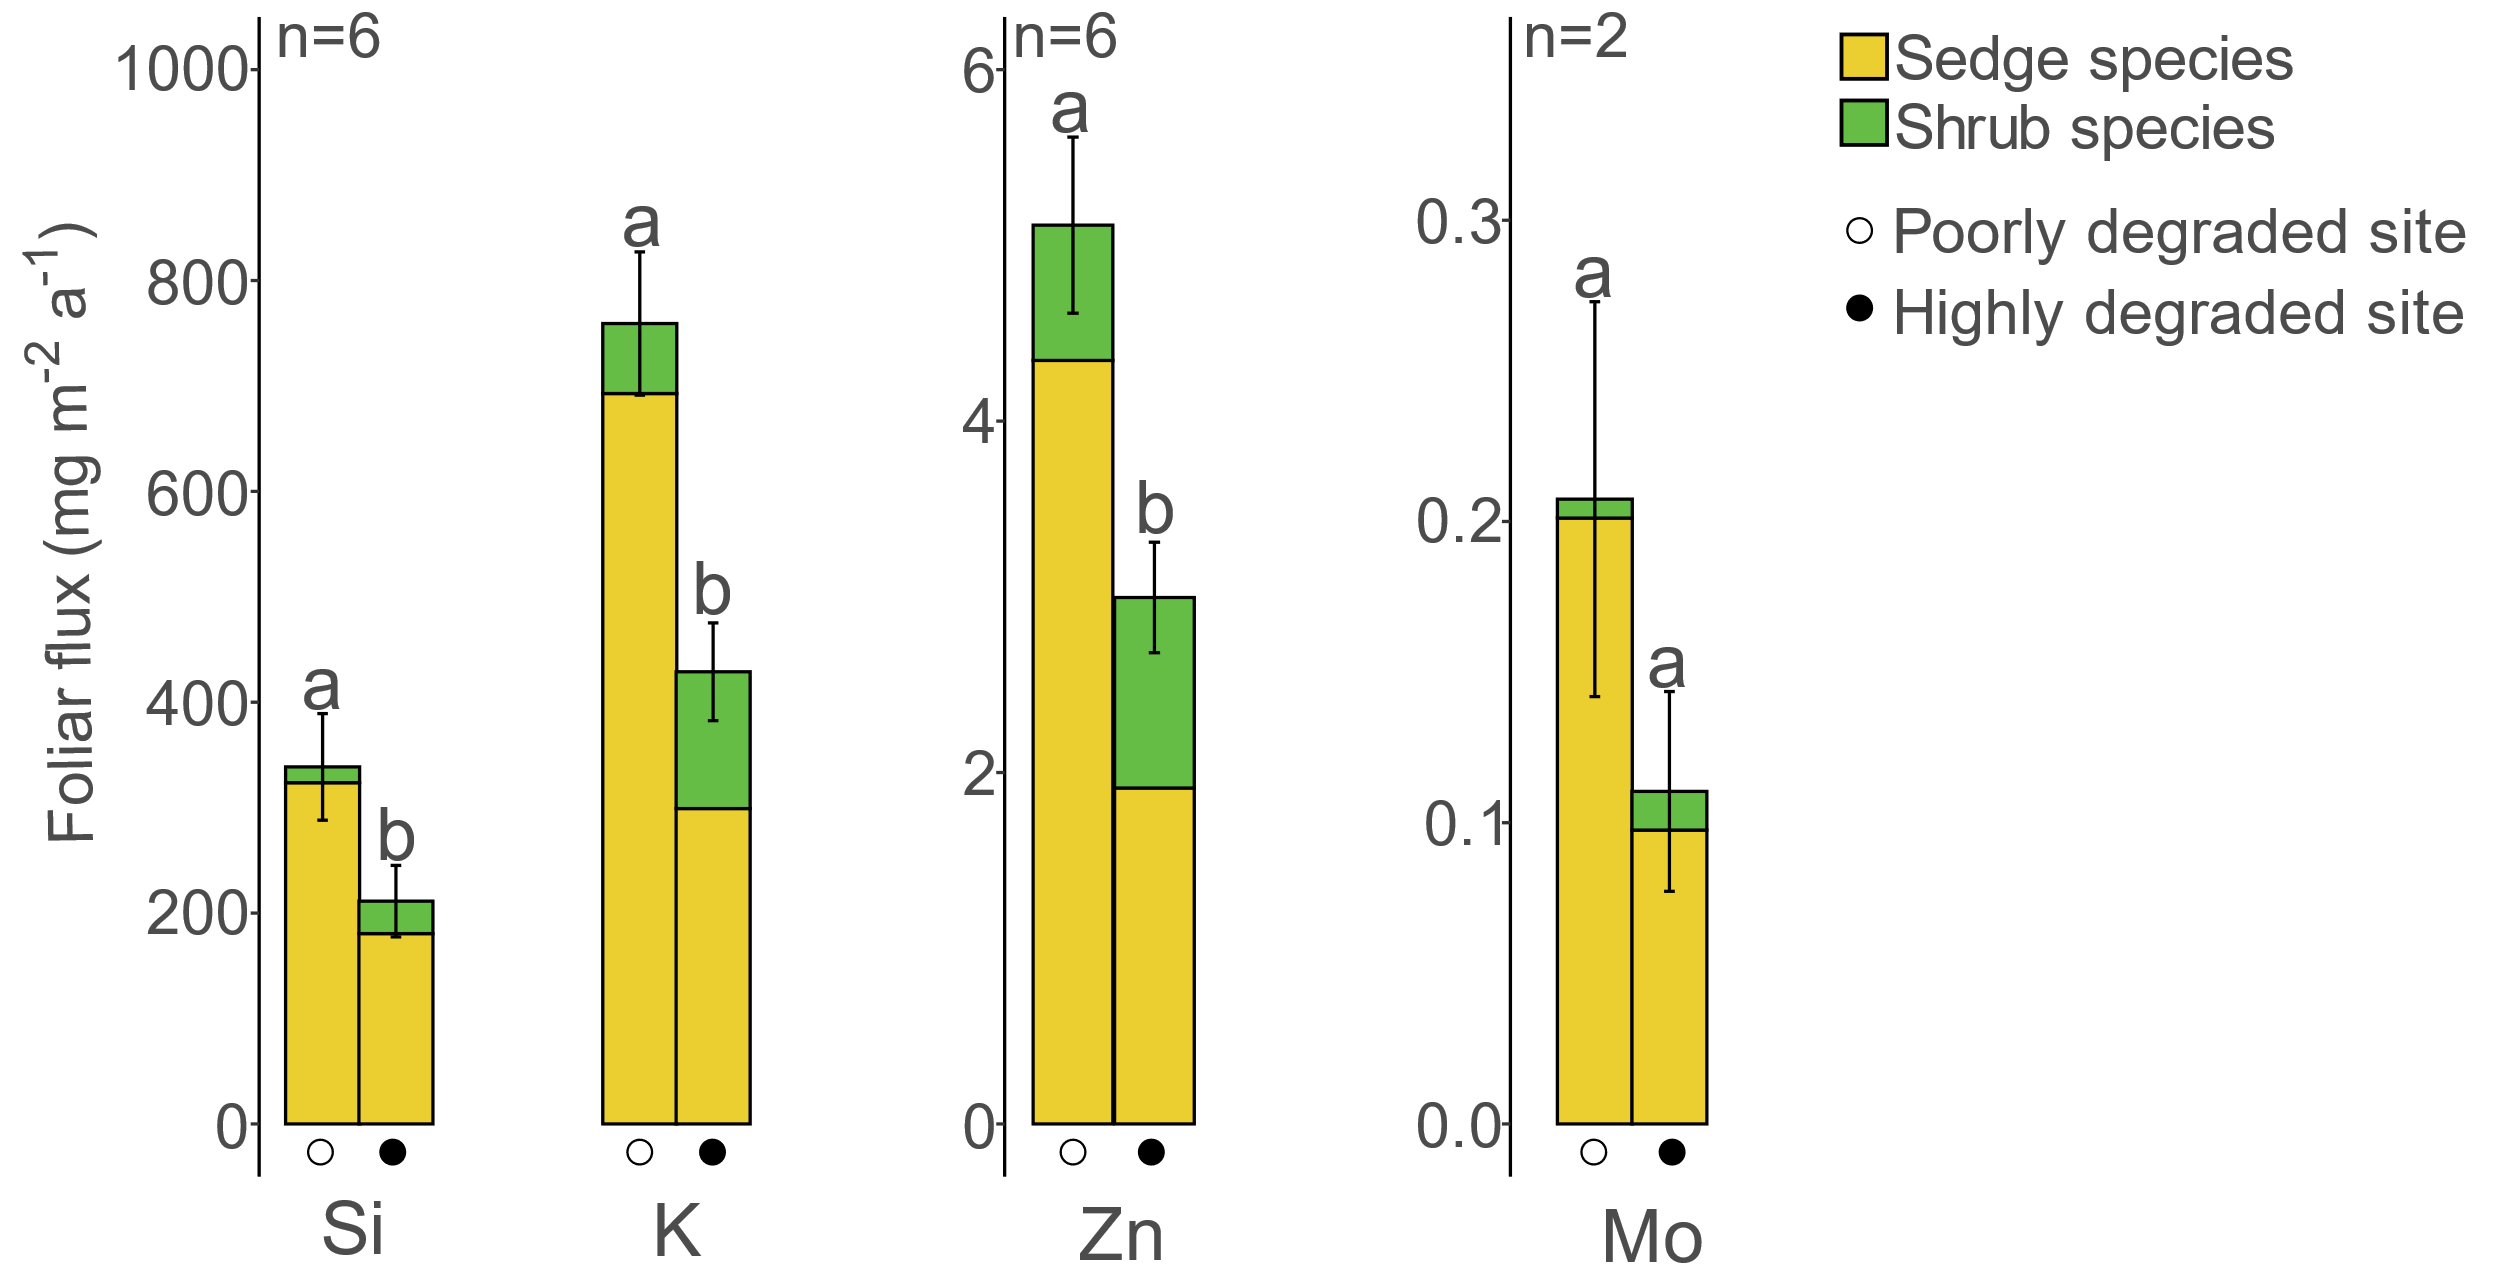 n=6
n=6
n=2
1000
800
600
400
200
0
6
4
2
0
0.3
0.2
0.1
0.0
Foliar flux (mg m⁻² a⁻¹)
a
b
a
b
a
b
a
a
Si
K
Zn
Mo
Sedge species
Shrub species
Poorly degraded site
Highly degraded site